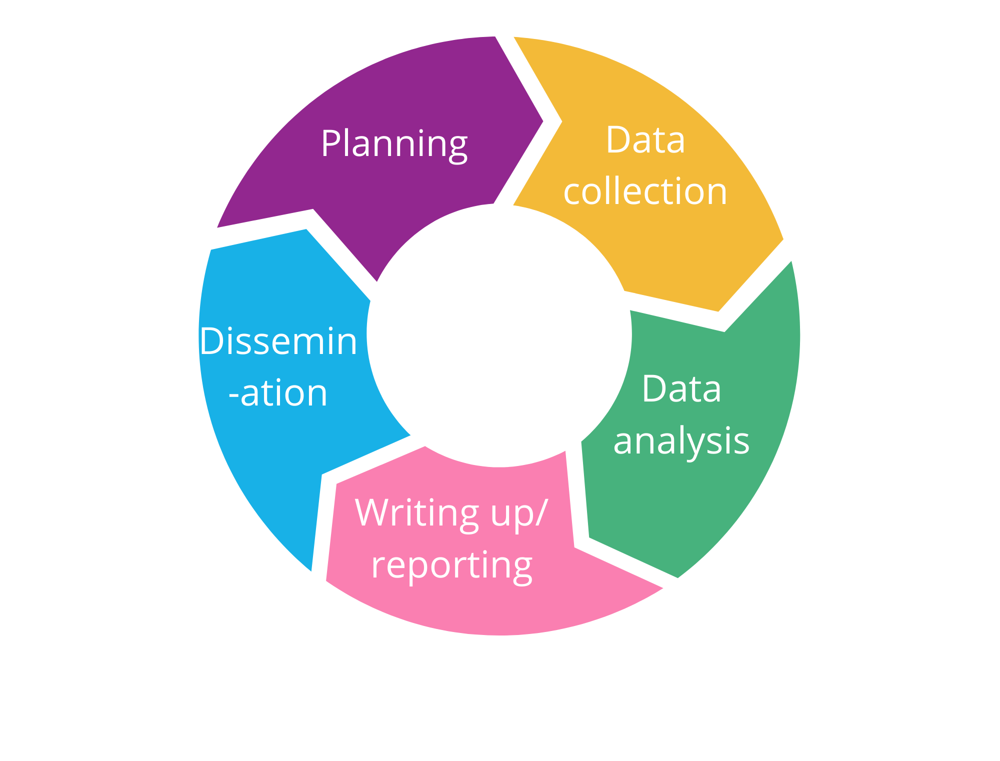 Planning
Data
collection
Data
analysis
Writing up/
reporting
Dissemin
-ation